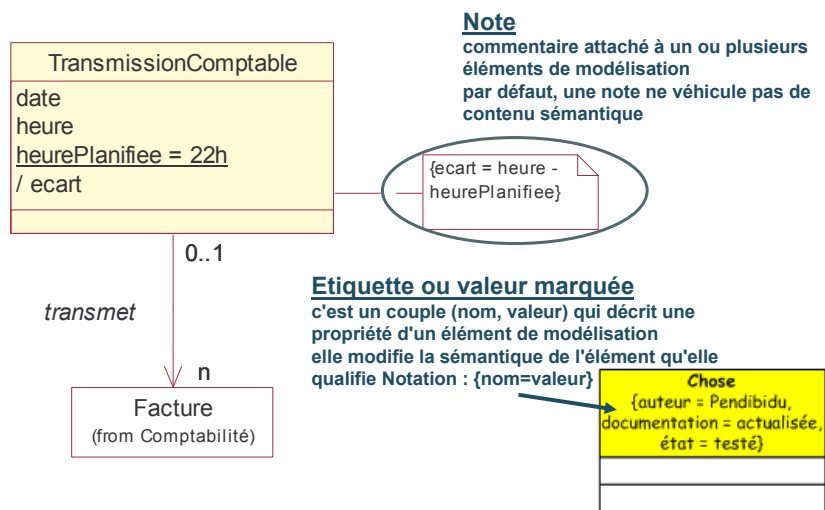 Note
commentaire attaché à un ou plusieurs
éléments de modélisation
par défaut, une note ne véhicule pas de
contenu sémantique
TransmissionComptable
date
heure
heurePlanifiee = 22h
/ ecart
{ecart = heure -
heurePlanifiee}
0..1
transmet
n
Facture
(from Comptabilité)
Etiquette ou valeur marquée
c'est un couple (nom, valeur) qui décrit une
propriété d'un élément de modélisation
elle modifie la sémantique de l'élément qu'elle
qualifie Notation : {nom=valeur}
Chose
{auteur = Pendibidu,
documentation = actualisée,
état = testé}